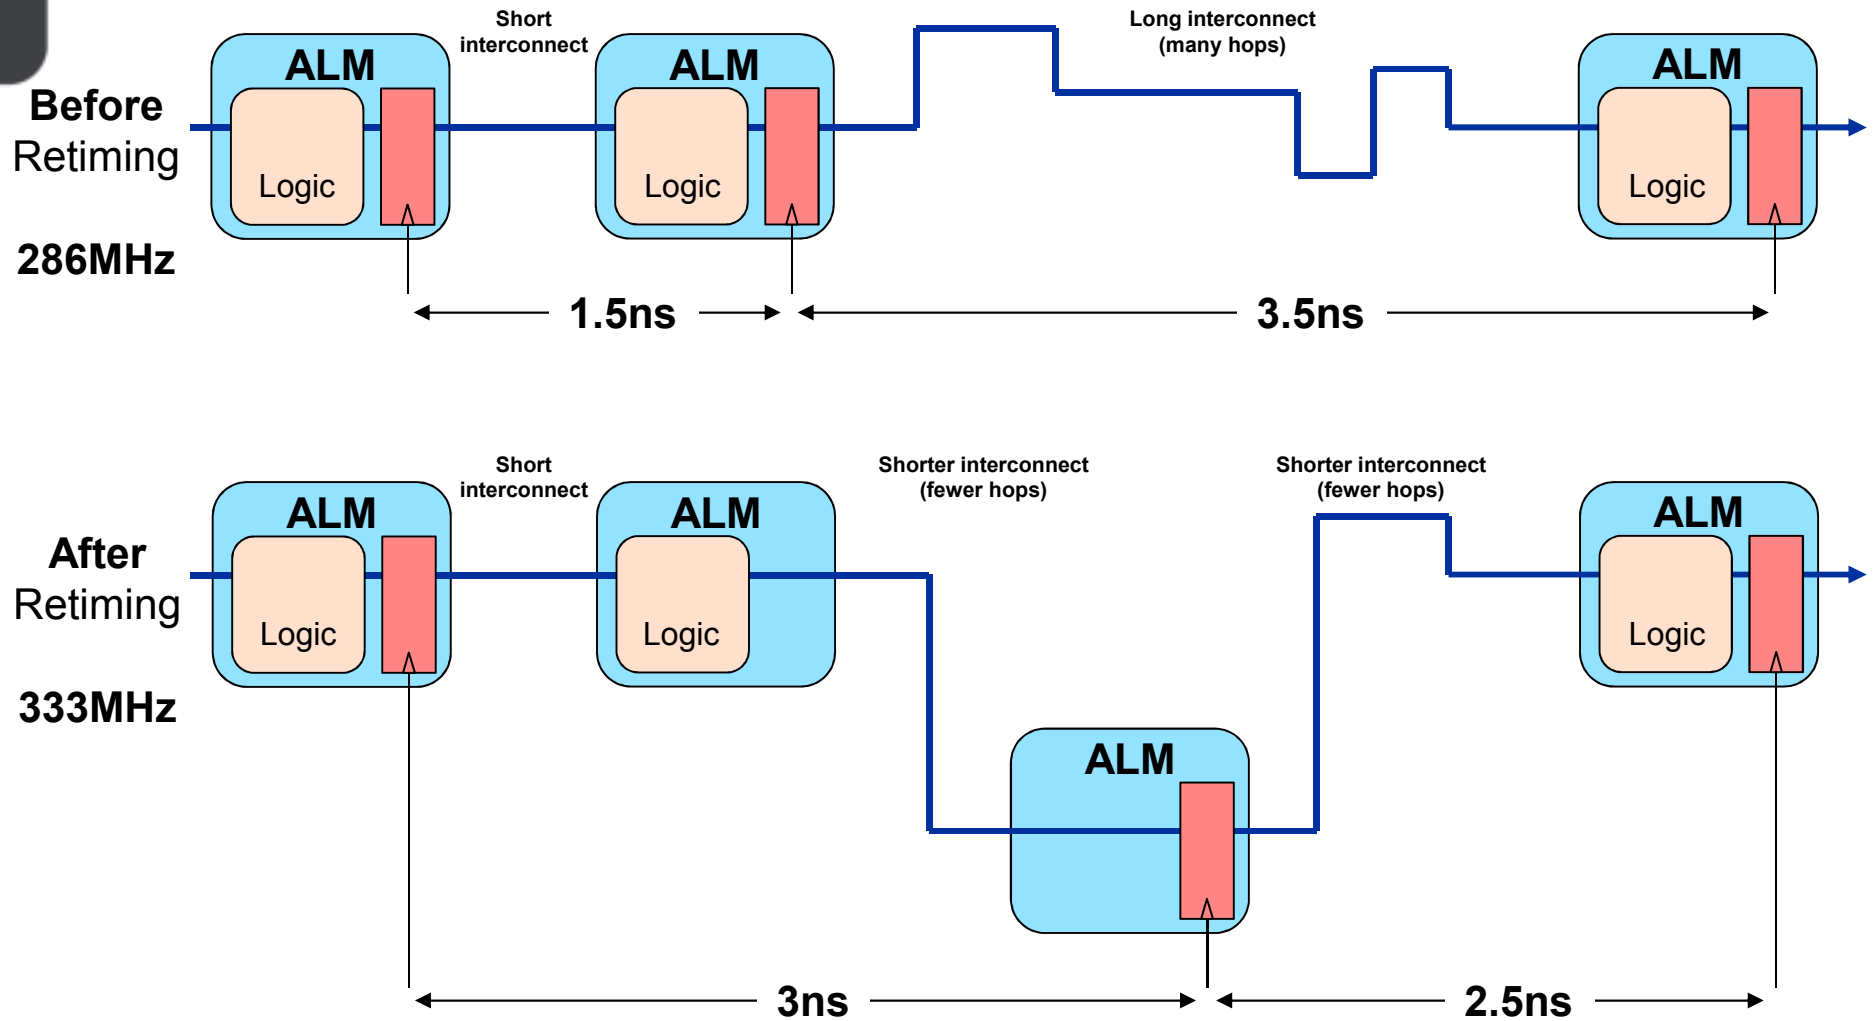 Short
interconnect
Long interconnect
(many hops)
ALM
ALM
ALM
Before
Retiming
Logic
Logic
Logic
286MHz
1.5ns
3.5ns
Short
interconnect
Shorter interconnect
(fewer hops)
Shorter interconnect
(fewer hops)
ALM
ALM
ALM
After
Retiming
Logic
Logic
Logic
333MHz
ALM
3ns
2.5ns